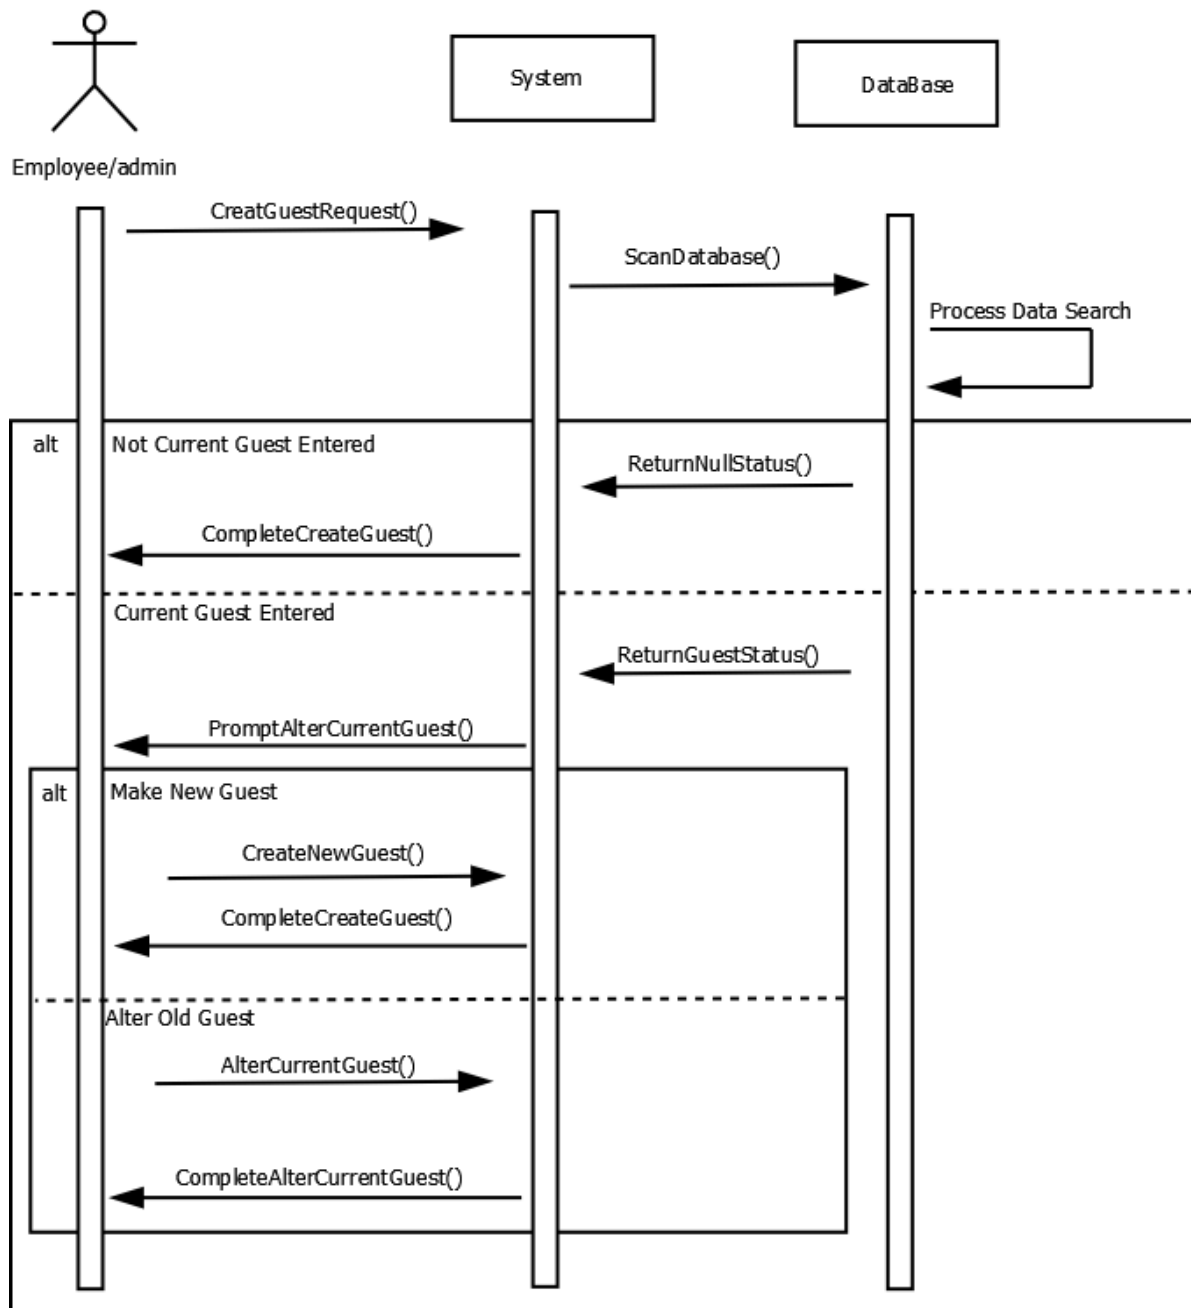 System
DataBase
Employee/admin
CreatGuestRequest()
ScanDatabase()
Process Data Search
alt
Not Current Guest Entered
ReturnNullStatus()
CompleteCreateGuest()
Current Guest Entered
ReturnGuestStatus()
PromptAlterCurrentGuest()
alt
Make New Guest
CreateNewGuest()
CompleteCreateGuest()
Alter Old Guest
AlterCurrentGuest()
CompleteAlterCurrentGuest()